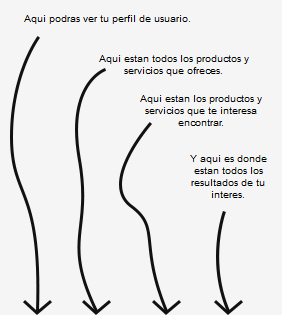 Aqui podras ver tu perfil de usuario.
Aqui estan todos los productos y
servicios que ofreces.
Aqui estan los productos y
servicios que te interesa
encontrar.
Y aqui es donde
estan todos los
resultados de tu
interes.